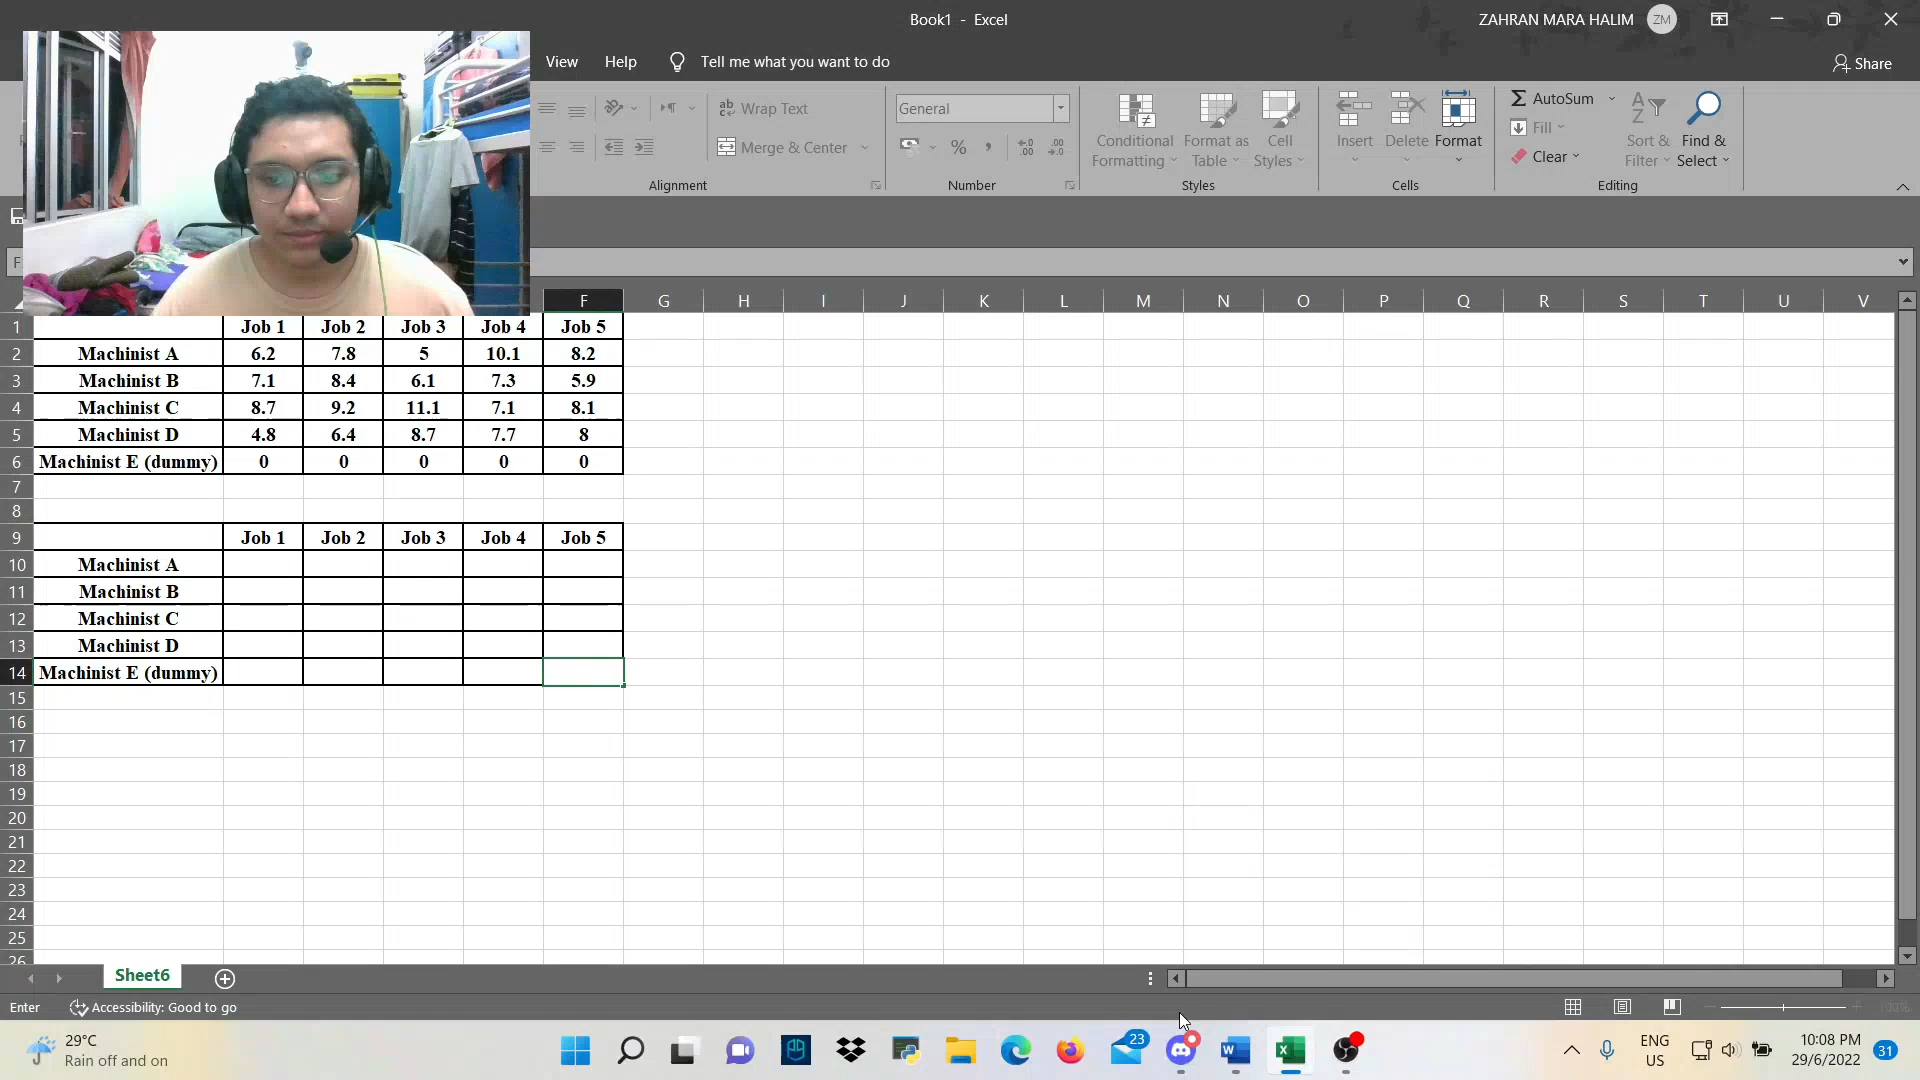 Book1 - Excel
ZAHRAN MARA HALIM
ZM
View
Help
Tell me what you want to do
Share
Wrap Text
Merge & Center
Alignment
General
%
Number
Conditional Formatting
Format as Table
Cell Styles
Styles
Insert
Delete
Format
Cells
AutoSum
Fill
Clear
Sort & Filter
Find & Select
Editing
F
F G H I J K L M N O P Q R S T U V
1 Job 1 Job 2 Job 3 Job 4 Job 5
2 Machinist A 6.2 7.8 5 10.1 8.2
3 Machinist B 7.1 8.4 6.1 7.3 5.9
4 Machinist C 8.7 9.2 11.1 7.1 8.1
5 Machinist D 4.8 6.4 8.7 7.7 8
6 Machinist E (dummy) 0 0 0 0 0
7
8
9 Job 1 Job 2 Job 3 Job 4 Job 5
10 Machinist A
11 Machinist B
12 Machinist C
13 Machinist D
14 Machinist E (dummy)
15
16
17
18
19
20
21
22
23
24
25
26
Sheet6
Enter
Accessibility: Good to go
100%
29°C
Rain off and on
23
ENG
US
10:08 PM
29/6/2022
31